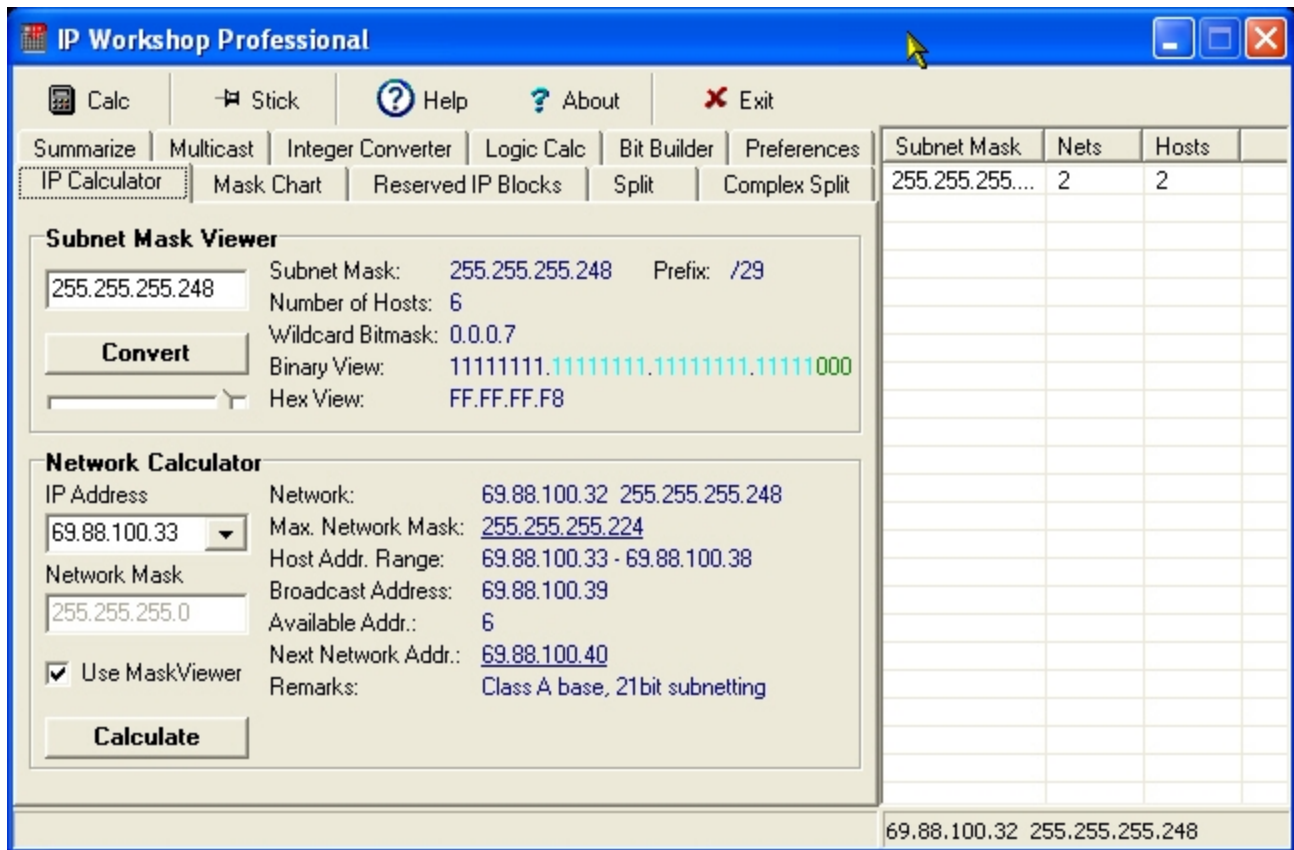 IP Workshop Professional
Calc Stick Help About Exit
Summarize Multicast Integer Converter Logic Calc Bit Builder Preferences
IP Calculator Mask Chart Reserved IP Blocks Split Complex Split
Subnet Mask Viewer
255.255.255.248
Convert
Subnet Mask: 255.255.255.248 Prefix: /29
Number of Hosts: 6
Wildcard Bitmask: 0.0.0.7
Binary View: 11111111.11111111.11111111.11111000
Hex View: FF.FF.FF.F8
Network Calculator
IP Address
69.88.100.33
Network Mask
255.255.255.0
Use MaskViewer
Calculate
Network: 69.88.100.32 255.255.255.248
Max. Network Mask: 255.255.255.224
Host Addr. Range: 69.88.100.33 - 69.88.100.38
Broadcast Address: 69.88.100.39
Available Addr.: 6
Next Network Addr.: 69.88.100.40
Remarks: Class A base, 21bit subnetting
Subnet Mask Nets Hosts
255.255.255.... 2 2
69.88.100.32 255.255.255.248